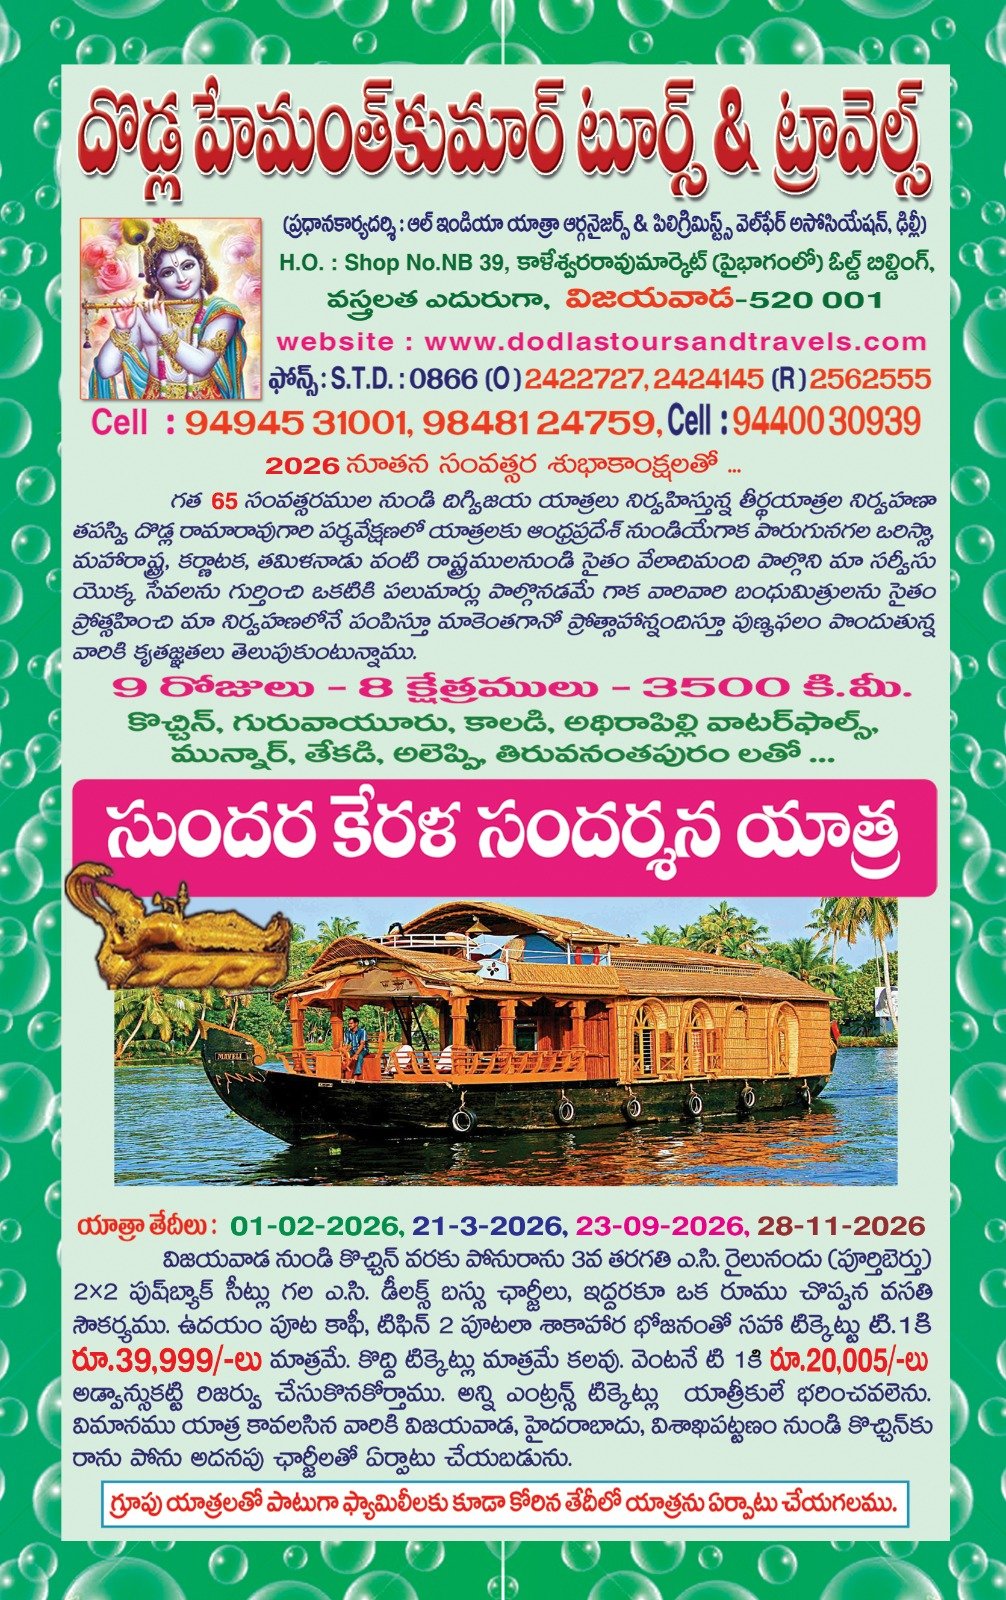 దొడ్ల హేమంత్‌కుమార్ టూర్స్ & ట్రావెల్స్
(ప్రధానకార్యదర్శి : ఆల్ ఇండియా యాత్రా ఆర్గనైజర్స్ & పిలిగ్రిమిస్ట్స్ వెల్‌ఫేర్ అసోసియేషన్, ఢిల్లీ)
H.O. : Shop No.NB 39, కాళేశ్వరరావుమార్కెట్ (పైభాగంలో) ఓల్డ్ బిల్డింగ్,
వస్త్రలత ఎదురుగా, విజయవాడ-520 001
website : www.dodlastoursandtravels.com
ఫోన్స్: S.T.D. : 0866 (O) 2422727, 2424145 (R) 2562555
Cell : 94945 31001, 98481 24759, Cell : 94400 30939
2026 నూతన సంవత్సర శుభాకాంక్షలతో ...
గత 65 సంవత్సరముల నుండి దిగ్విజయ యాత్రలు నిర్వహిస్తున్న తీర్థయాత్రల నిర్వహణా
తపస్వి దొడ్ల రామారావుగారి పర్యవేక్షణలో యాత్రలకు ఆంధ్రప్రదేశ్ నుండియేగాక పొరుగునగల ఒరిస్సా,
మహారాష్ట్ర, కర్ణాటక, తమిళనాడు వంటి రాష్ట్రములనుండి సైతం వేలాదిమంది పాల్గొని మా సర్వీసు
యొక్క సేవలను గుర్తించి ఒకటికి పలుమార్లు పాల్గొనడమే గాక వారివారి బంధుమిత్రులను సైతం
ప్రోత్సహించి మా నిర్వహణలోనే పంపిస్తూ మాకెంతగానో ప్రోత్సాహాన్నందిస్తూ పుణ్యఫలం పొందుతున్న
వారికి కృతజ్ఞతలు తెలుపుకుంటున్నాము.
9 రోజులు - 8 క్షేత్రములు - 3500 కి.మీ.
కొచ్చిన్, గురువాయూరు, కాలడి, అథిరాపిల్లి వాటర్‌ఫాల్స్,
మున్నార్, తేకడి, అలెప్పి, తిరువనంతపురం లతో ...
సుందర కేరళ సందర్శన యాత్ర
MAVELI
యాత్రా తేదీలు : 01-02-2026, 21-3-2026, 23-09-2026, 28-11-2026
విజయవాడ నుండి కొచ్చిన్ వరకు పోనురాను 3వ తరగతి ఎ.సి. రైలునందు (పూర్తిబెర్తు)
2×2 పుష్‌బ్యాక్ సీట్లు గల ఎ.సి. డీలక్స్ బస్సు ఛార్జీలు, ఇద్దరకూ ఒక రూము చొప్పున వసతి
సౌకర్యము. ఉదయం పూట కాఫీ, టిఫిన్ 2 పూటలా శాకాహార భోజనంతో సహా టిక్కెట్టు టి.1కి
రూ.39,999/-లు మాత్రమే. కొద్ది టిక్కెట్లు మాత్రమే కలవు. వెంటనే టి 1కి రూ.20,005/-లు
అడ్వాన్సుకట్టి రిజర్వు చేసుకొనకోర్తాము. అన్ని ఎంట్రన్స్ టిక్కెట్లు యాత్రీకులే భరించవలెను.
విమానము యాత్ర కావలసిన వారికి విజయవాడ, హైదరాబాదు, విశాఖపట్టణం నుండి కొచ్చిన్‌కు
రాను పోను అదనపు ఛార్జీలతో ఏర్పాటు చేయబడును.
గ్రూపు యాత్రలతో పాటుగా ఫ్యామిలీలకు కూడా కోరిన తేదీలో యాత్రను ఏర్పాటు చేయగలము.